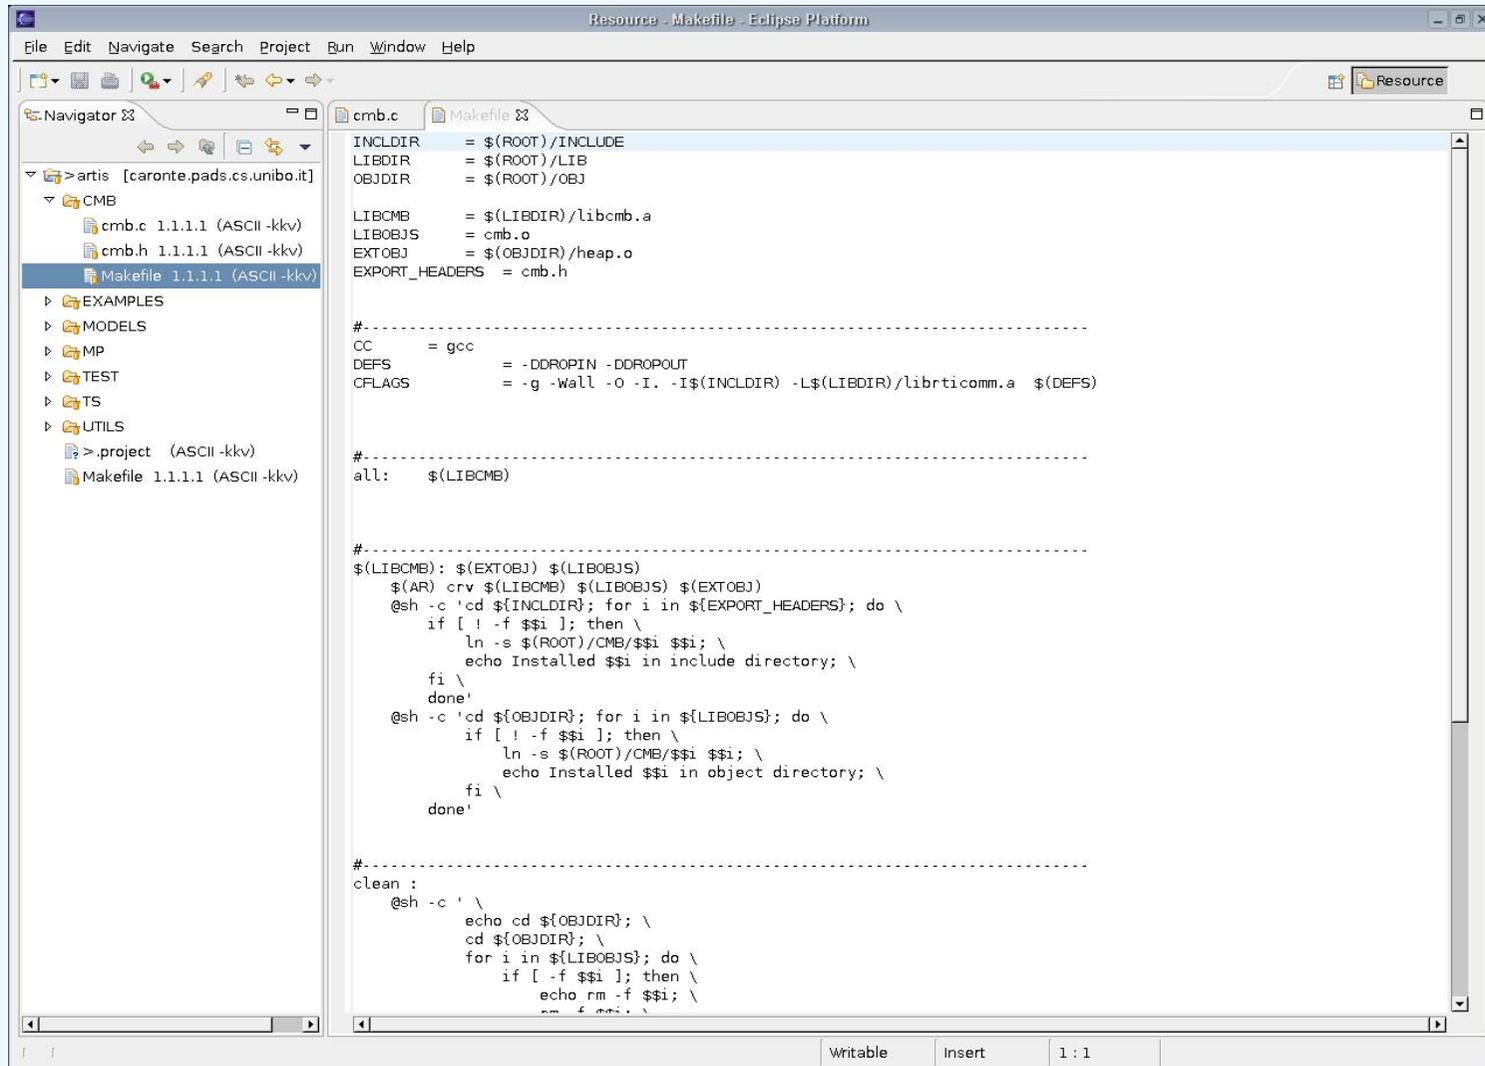 Resource - Makefile - Eclipse Platform
File Edit Navigate Search Project Run Window Help
Resource
Navigator
>artis [caronte.pads.cs.unibo.it]
CMB
cmb.c 1.1.1.1 (ASCII -kkv)
cmb.h 1.1.1.1 (ASCII -kkv)
Makefile 1.1.1.1 (ASCII -kkv)
EXAMPLES
MODELS
MP
TEST
TS
UTILS
>.project (ASCII -kkv)
Makefile 1.1.1.1 (ASCII -kkv)
cmb.c Makefile
INCLDIR = $(ROOT)/INCLUDE
LIBDIR = $(ROOT)/LIB
OBJDIR = $(ROOT)/OBJ
LIBCMB = $(LIBDIR)/libcmb.a
LIBOBJS = cmb.o
EXTOBJ = $(OBJDIR)/heap.o
EXPORT_HEADERS = cmb.h
#------------------------------------------------------------------------------
CC = gcc
DEFS = -DDROPIN -DDROPOUT
CFLAGS = -g -Wall -O -I. -I$(INCLDIR) -L$(LIBDIR)/librticomm.a $(DEFS)
#------------------------------------------------------------------------------
all: $(LIBCMB)
#------------------------------------------------------------------------------
$(LIBCMB): $(EXTOBJ) $(LIBOBJS)
$(AR) crv $(LIBCMB) $(LIBOBJS) $(EXTOBJ)
@sh -c 'cd ${INCLDIR}; for i in ${EXPORT_HEADERS}; do \
if [ ! -f $$i ]; then \
ln -s $(ROOT)/CMB/$$i $$i; \
echo Installed $$i in include directory; \
fi \
done'
@sh -c 'cd ${OBJDIR}; for i in ${LIBOBJS}; do \
if [ ! -f $$i ]; then \
ln -s $(ROOT)/CMB/$$i $$i; \
echo Installed $$i in object directory; \
fi \
done'
#------------------------------------------------------------------------------
clean :
@sh -c ' \
echo cd ${OBJDIR}; \
cd ${OBJDIR}; \
for i in ${LIBOBJS}; do \
if [ -f $$i ]; then \
echo rm -f $$i; \
rm -f $$i; \
Writable Insert 1 : 1